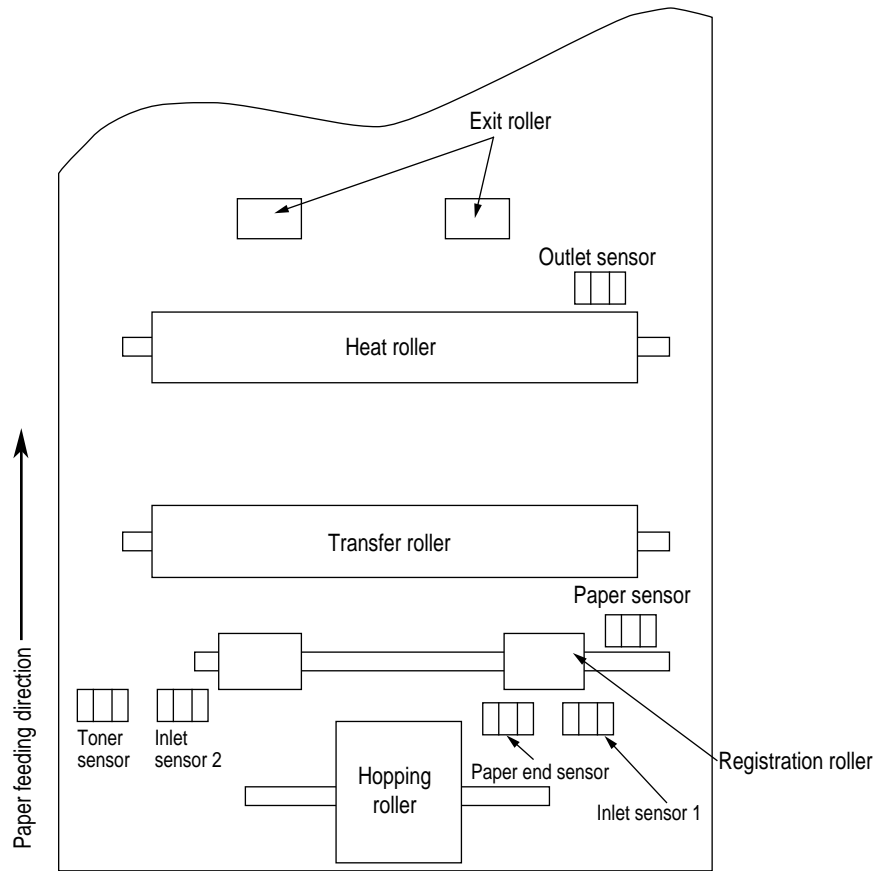 Exit roller
Outlet sensor
Heat roller
Transfer roller
Paper sensor
Paper feeding direction
Toner
sensor
Inlet
sensor 2
Hopping
roller
Paper end sensor
Inlet sensor 1
Registration roller